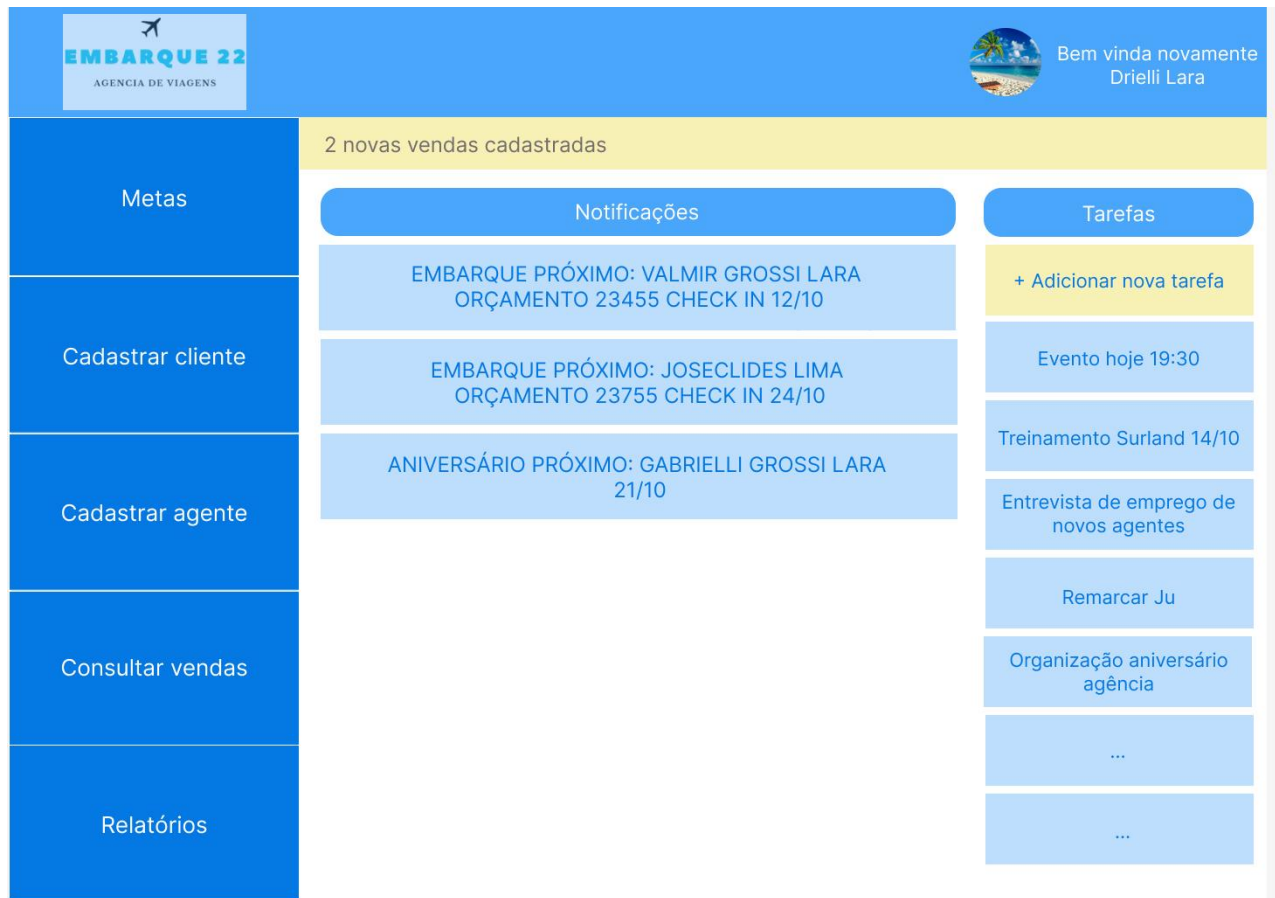 EMBARQUE 22
AGENCIA DE VIAGENS
Bem vinda novamente
Drielli Lara
Metas
Cadastrar cliente
Cadastrar agente
Consultar vendas
Relatórios
2 novas vendas cadastradas
Notificações
EMBARQUE PRÓXIMO: VALMIR GROSSI LARA
ORÇAMENTO 23455 CHECK IN 12/10
EMBARQUE PRÓXIMO: JOSECLIDES LIMA
ORÇAMENTO 23755 CHECK IN 24/10
ANIVERSÁRIO PRÓXIMO: GABRIELLI GROSSI LARA
21/10
Tarefas
+ Adicionar nova tarefa
Evento hoje 19:30
Treinamento Surland 14/10
Entrevista de emprego de
novos agentes
Remarcar Ju
Organização aniversário
agência
...
...